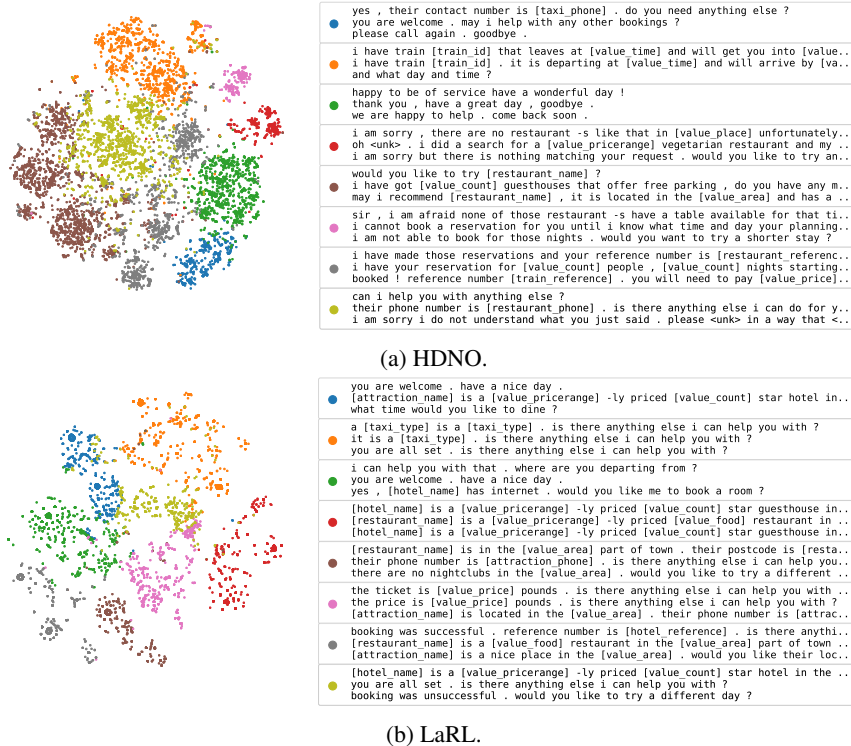 yes , their contact number is [taxi_phone] . do you need anything else ?
you are welcome . may i help with any other bookings ?
please call again . goodbye .
i have train [train_id] that leaves at [value_time] and will get you into [value..
i have train [train_id] . it is departing at [value_time] and will arrive by [va..
and what day and time ?
happy to be of service have a wonderful day !
thank you , have a great day , goodbye .
we are happy to help . come back soon .
i am sorry , there are no restaurant -s like that in [value_place] unfortunately..
oh <unk> . i did a search for a [value_pricerange] vegetarian restaurant and my ..
i am sorry but there is nothing matching your request . would you like to try an..
would you like to try [restaurant_name] ?
i have got [value_count] guesthouses that offer free parking , do you have any m..
may i recommend [restaurant_name] , it is located in the [value_area] and has a ..
sir , i am afraid none of those restaurant -s have a table available for that ti..
i cannot book a reservation for you until i know what time and day your planning..
i am not able to book for those nights . would you want to try a shorter stay ?
i have made those reservations and your reference number is [restaurant_referenc..
i have your reservation for [value_count] people , [value_count] nights starting..
booked ! reference number [train_reference] . you will need to pay [value_price]..
can i help you with anything else ?
their phone number is [restaurant_phone] . is there anything else i can do for y..
i am sorry i do not understand what you just said . please <unk> in a way that <..
(a) HDNO.
you are welcome . have a nice day .
[attraction_name] is a [value_pricerange] -ly priced [value_count] star hotel in..
what time would you like to dine ?
a [taxi_type] is a [taxi_type] . is there anything else i can help you with ?
it is a [taxi_type] . is there anything else i can help you with ?
you are all set . is there anything else i can help you with ?
i can help you with that . where are you departing from ?
you are welcome . have a nice day .
yes , [hotel_name] has internet . would you like me to book a room ?
[hotel_name] is a [value_pricerange] -ly priced [value_count] star guesthouse in..
[restaurant_name] is a [value_pricerange] -ly priced [value_food] restaurant in ..
[hotel_name] is a [value_pricerange] -ly priced [value_count] star guesthouse in..
[restaurant_name] is in the [value_area] part of town . their postcode is [resta..
their phone number is [attraction_phone] . is there anything else i can help you..
there are no nightclubs in the [value_area] . would you like to try a different ..
the ticket is [value_price] pounds . is there anything else i can help you with ..
the price is [value_price] pounds . is there anything else i can help you with ?
[attraction_name] is located in the [value_area] . their phone number is [attrac..
booking was successful . reference number is [hotel_reference] . is there anythi..
[restaurant_name] is a [value_food] restaurant in the [value_area] part of town ..
[attraction_name] is a nice place in the [value_area] . would you like their loc..
[hotel_name] is a [value_pricerange] -ly priced [value_count] star hotel in the ..
you are all set . is there anything else i can help you with ?
booking was unsuccessful . would you like to try a different day ?
(b) LaRL.